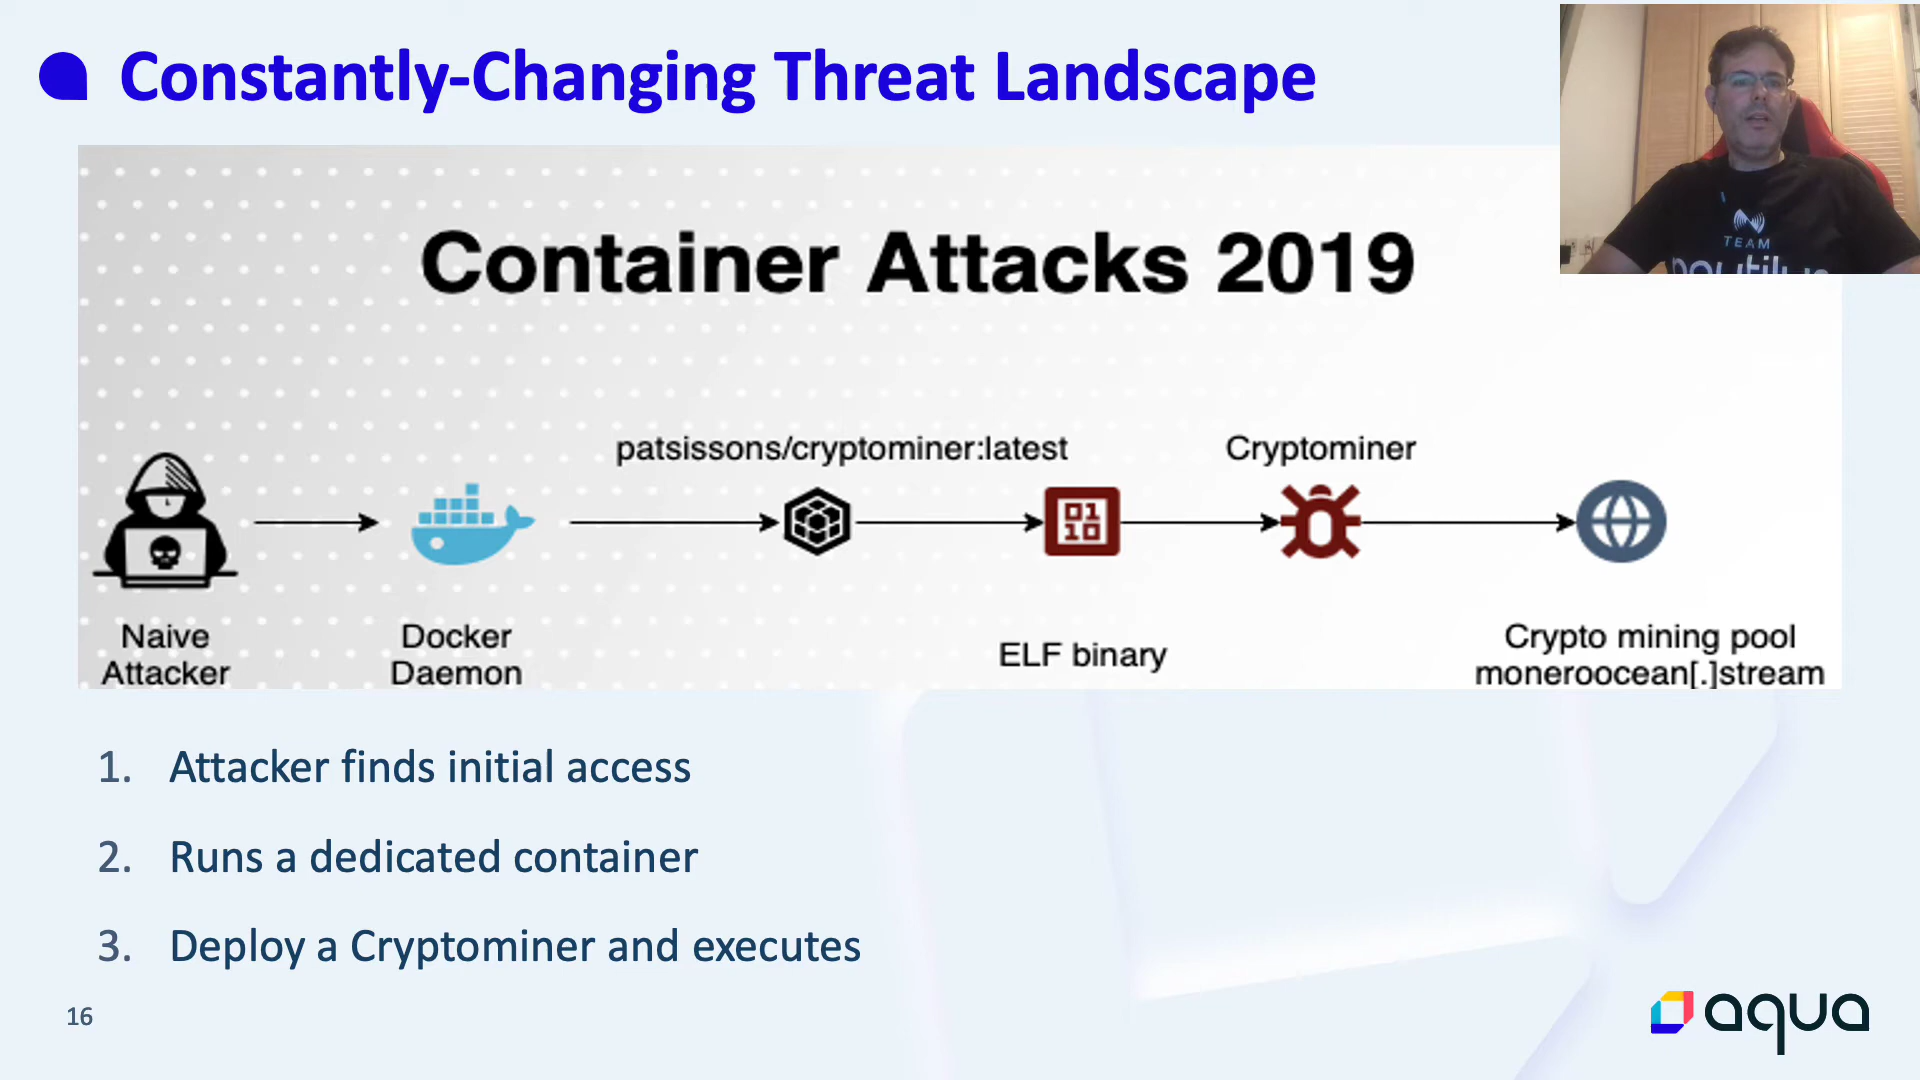 Constantly-Changing Threat Landscape
TEAM
nautilus
Container Attacks 2019
patsissons/cryptominer:latest
Cryptominer
0110
Naive
Attacker
Docker
Daemon
ELF binary
Crypto mining pool
moneroocean[.]stream
1. Attacker finds initial access
2. Runs a dedicated container
3. Deploy a Cryptominer and executes
16
aqua